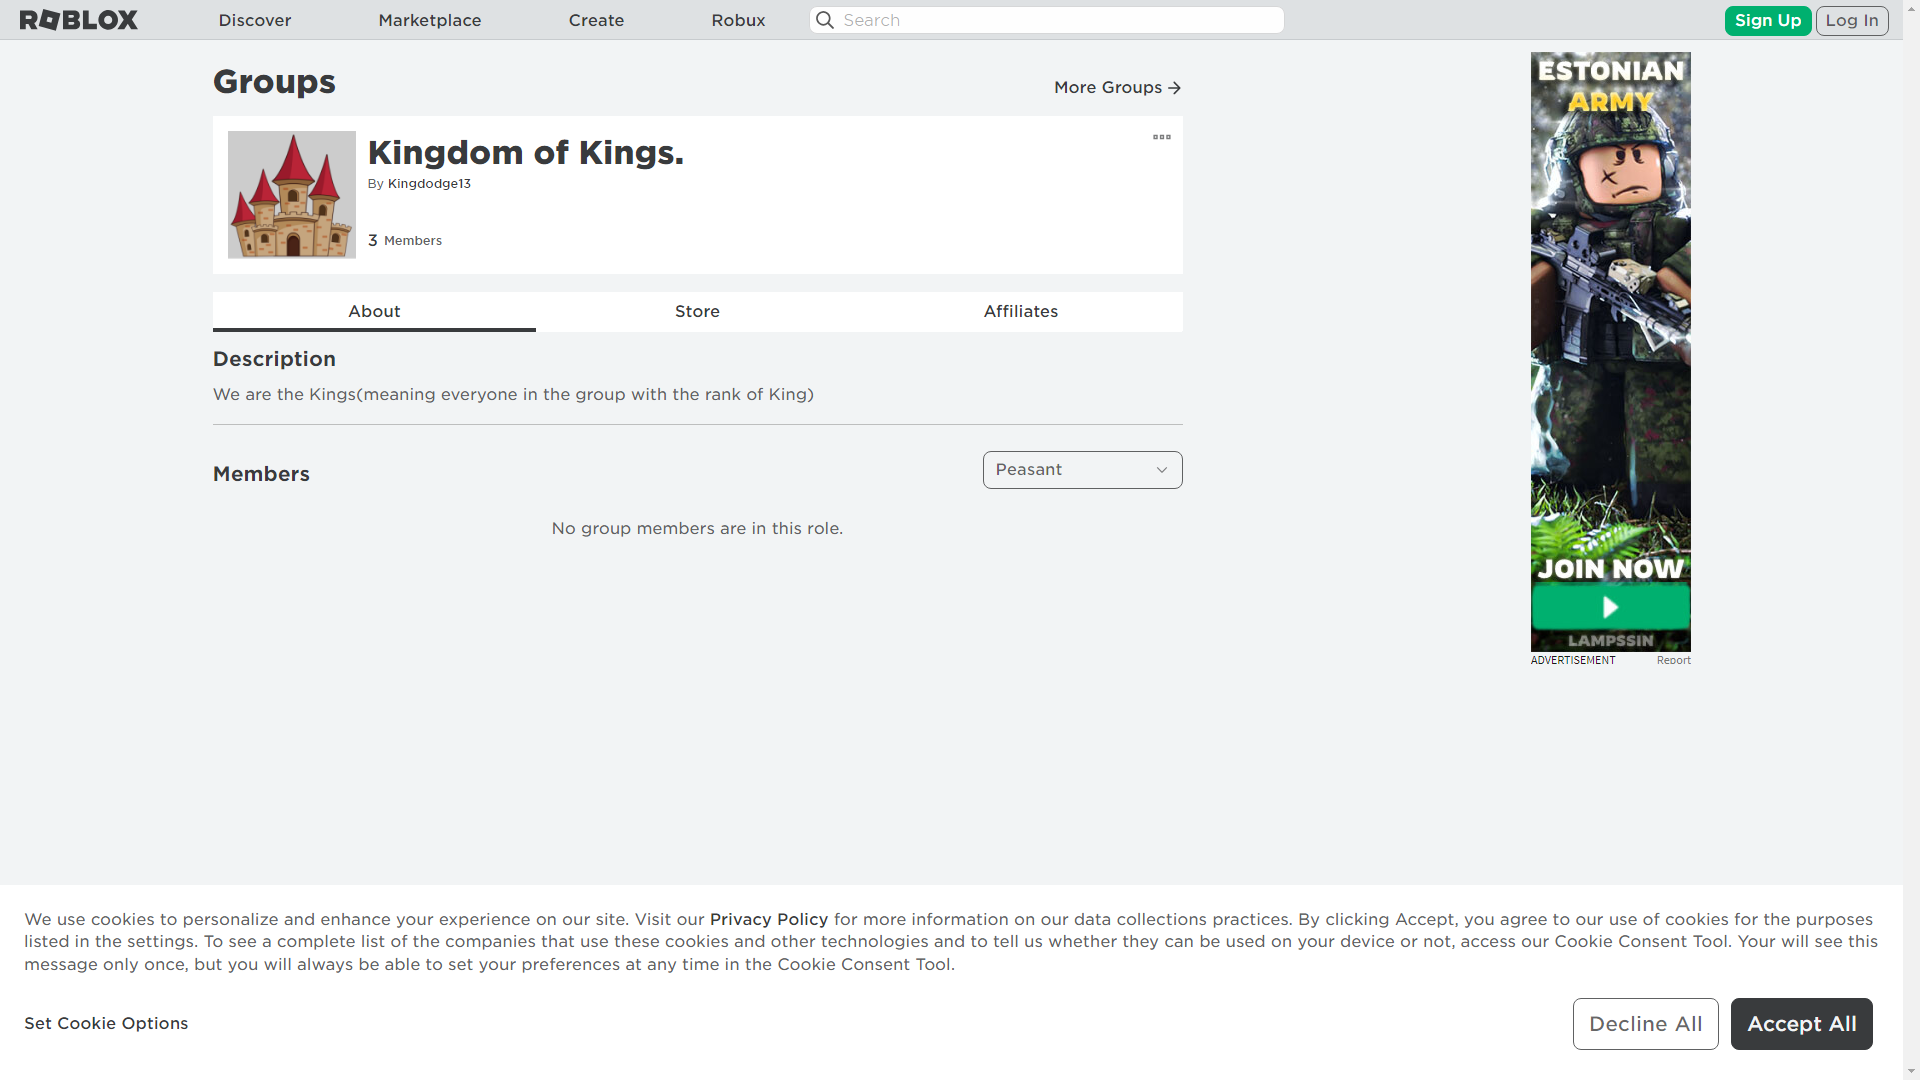 ROBLOX
Discover
Marketplace
Create
Robux
Search
Sign Up
Log In
Groups
More Groups
Kingdom of Kings.
By Kingdodge13
3 Members
About
Store
Affiliates
Description
We are the Kings(meaning everyone in the group with the rank of King)
Members
Peasant
No group members are in this role.
ESTONIAN
ARMY
JOIN NOW
LAMPSSIN
ADVERTISEMENT
Report
We use cookies to personalize and enhance your experience on our site. Visit our Privacy Policy for more information on our data collections practices. By clicking Accept, you agree to our use of cookies for the purposes
listed in the settings. To see a complete list of the companies that use these cookies and other technologies and to tell us whether they can be used on your device or not, access our Cookie Consent Tool. Your will see this
message only once, but you will always be able to set your preferences at any time in the Cookie Consent Tool.
Set Cookie Options
Decline All
Accept All